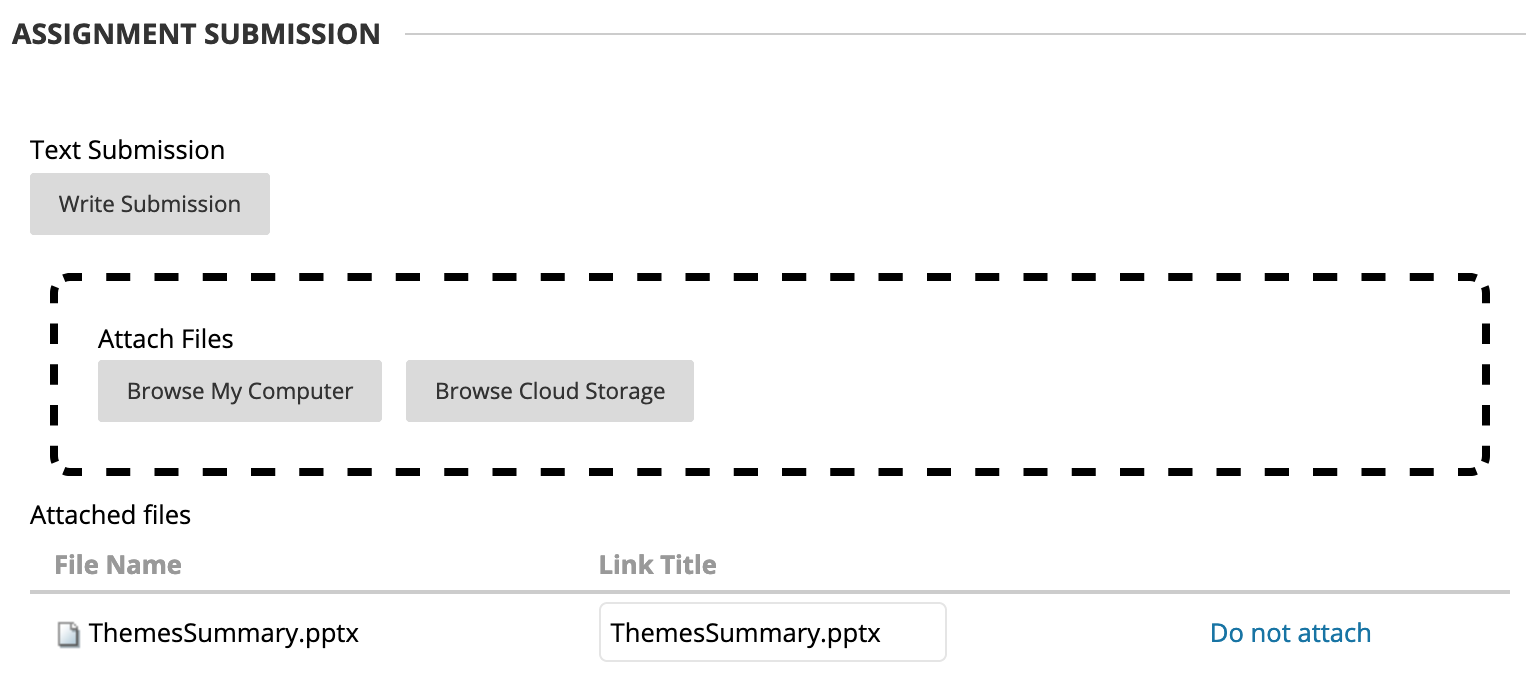 ASSIGNMENT SUBMISSION
Text Submission
Write Submission
Attach Files
Browse My Computer Browse Cloud Storage
Attached files
File Name Link Title
ThemesSummary.pptx ThemesSummary.pptx Do not attach